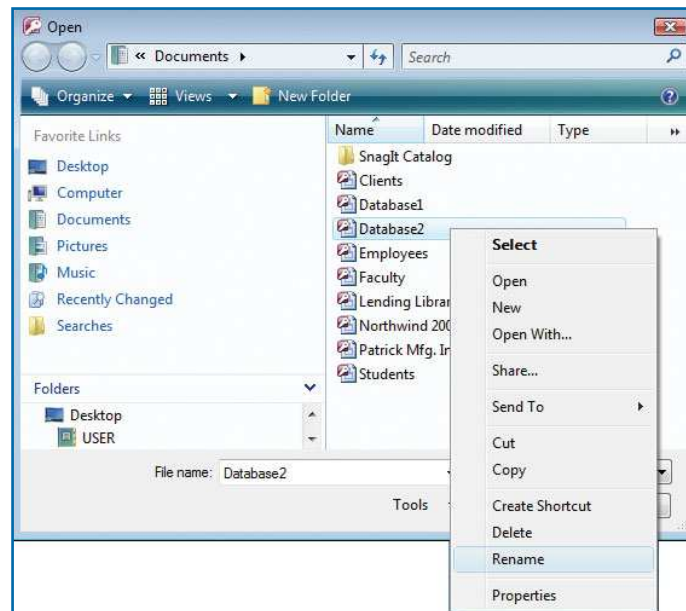 Open
« Documents
Search
Organize Views New Folder
Favorite Links
Desktop
Computer
Documents
Pictures
Music
Recently Changed
Searches
Folders
Desktop
USER
Name Date modified Type
SnagIt Catalog
Clients
Database1
Database2
Employees
Faculty
Lending Librar
Northwind 200
Patrick Mfg. In
Students
File name: Database2
Tools
Select
Open
New
Open With...
Share...
Send To
Cut
Copy
Create Shortcut
Delete
Rename
Properties